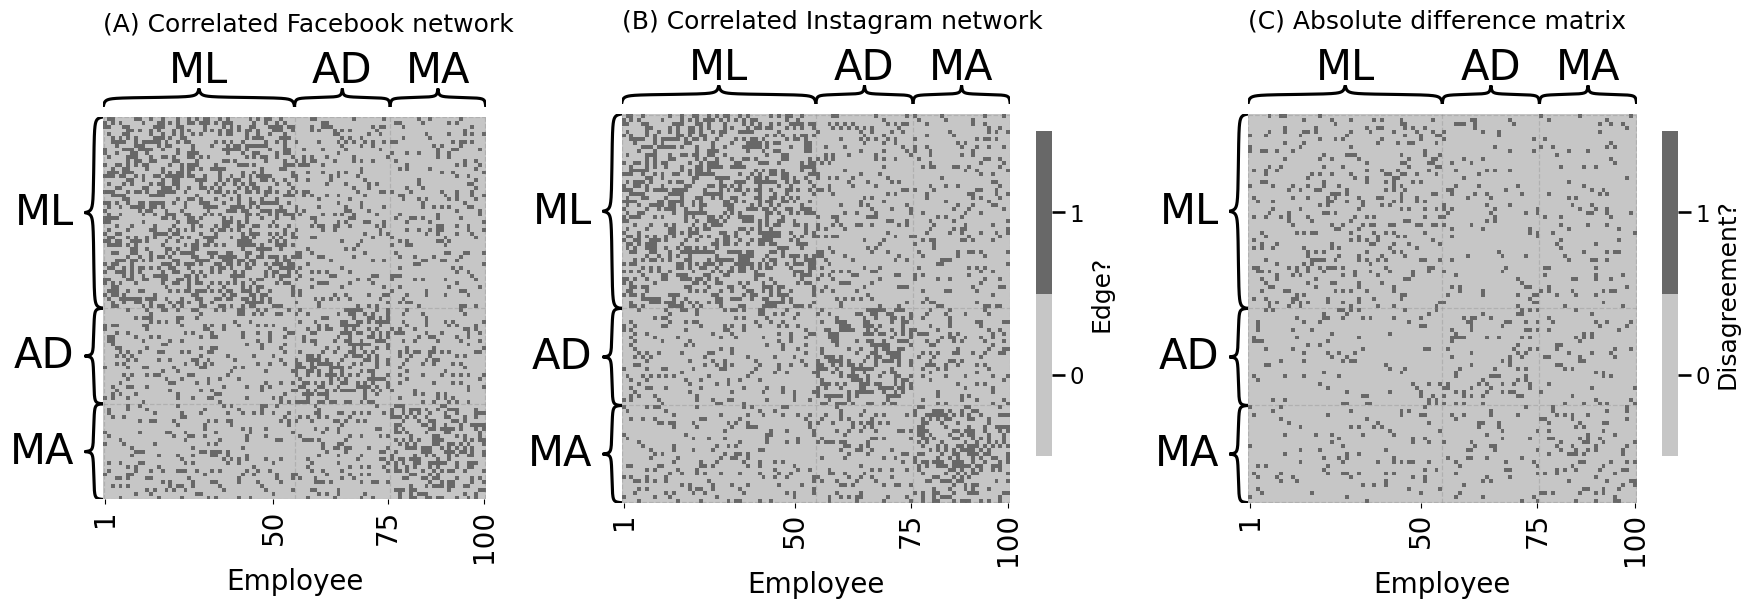 (A) Correlated Facebook network
ML AD MA
ML
AD
MA
1 50 75 100
Employee
(B) Correlated Instagram network
ML AD MA
ML
AD
MA
1 50 75 100
Employee
1
0
Edge?
(C) Absolute difference matrix
ML AD MA
ML
AD
MA
1 50 75 100
Employee
1
0
Disagreement?